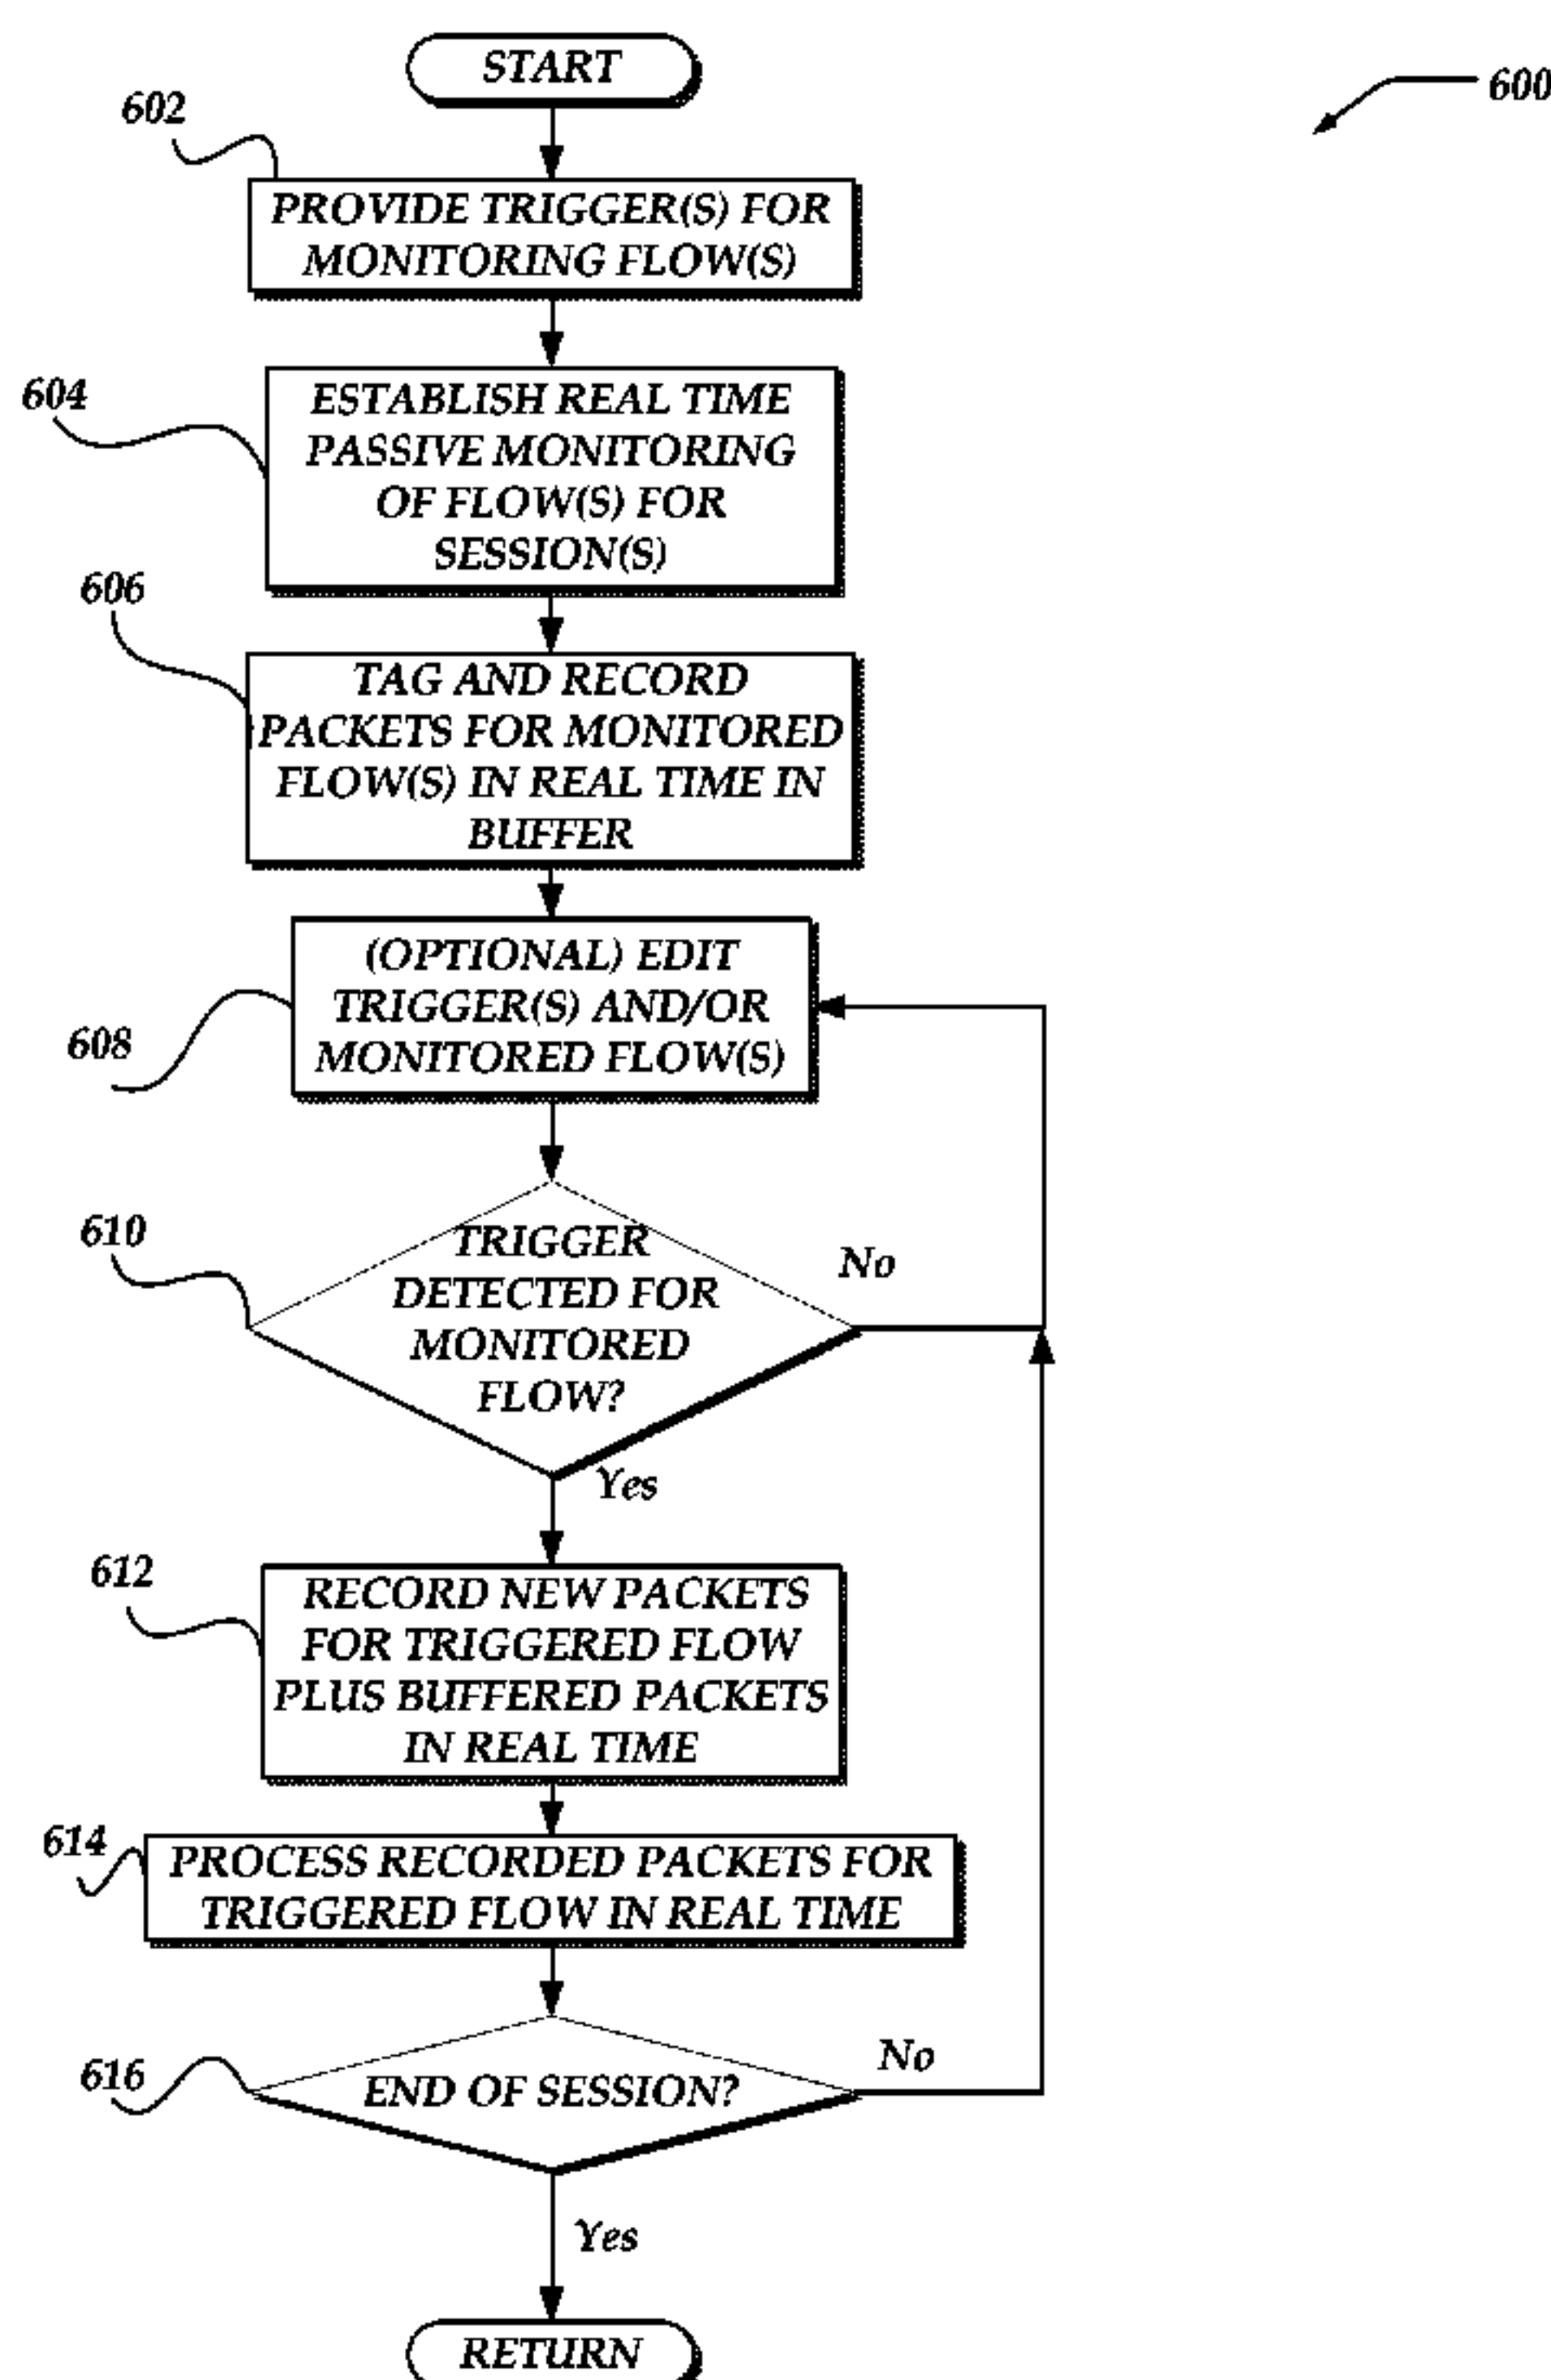 START
600
602
PROVIDE TRIGGER(S) FOR
MONITORING FLOW(S)
604
ESTABLISH REAL TIME
PASSIVE MONITORING
OF FLOW(S) FOR
SESSION(S)
606
TAG AND RECORD
PACKETS FOR MONITORED
FLOW(S) IN REAL TIME IN
BUFFER
608
(OPTIONAL) EDIT
TRIGGER(S) AND/OR
MONITORED FLOW(S)
610
TRIGGER
DETECTED FOR
MONITORED
FLOW?
No
Yes
612
RECORD NEW PACKETS
FOR TRIGGERED FLOW
PLUS BUFFERED PACKETS
IN REAL TIME
614
PROCESS RECORDED PACKETS FOR
TRIGGERED FLOW IN REAL TIME
616
END OF SESSION?
No
Yes
RETURN